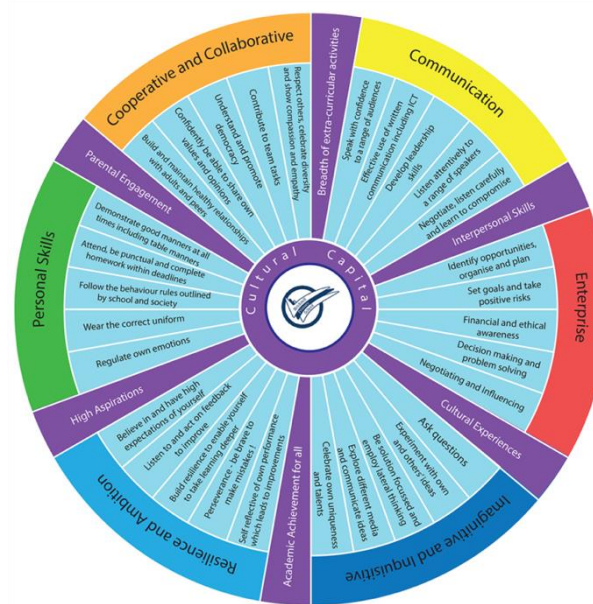 Cultural Capital
Breadth of extra-curricular activities
Communication
Speak with confidence
to a range of audiences
Effective use of written
communication including ICT
Develop leadership
skills
Listen attentively to
a range of speakers
Negotiate, listen carefully
and learn to compromise
Interpersonal Skills
Enterprise
Identify opportunities,
organise and plan
Set goals and take
positive risks
Financial and ethical
awareness
Decision making and
problem solving
Negotiating and influencing
Cultural Experiences
Imaginitive and Inquisitive
Ask questions
Experiment with own
and others' ideas
Be solution focussed and
employ lateral thinking
Explore different media
and communicate ideas
Celebrate own uniqueness
and talents
Academic Achievement for all
Resilience and Ambition
Self reflective of own performance
which leads to improvements
Perseverance - be brave to
make mistakes !
Build resilience to enable yourself
to take learning deeper
Listen to and act on feedback
to improve
Believe in and have high
expectations of yourself
High Aspirations
Personal Skills
Regulate own emotions
Wear the correct uniform
Follow the behaviour rules outlined
by school and society
Attend, be punctual and complete
homework within deadlines
Demonstrate good manners at all
times including table manners
Parental Engagement
Cooperative and Collaborative
Build and maintain healthy relationships
with adults and peers
Confidently be able to share own
values and opinions
Understand and promote
democracy
Contribute to team tasks
Respect others, celebrate diversity
and show compassion and empathy